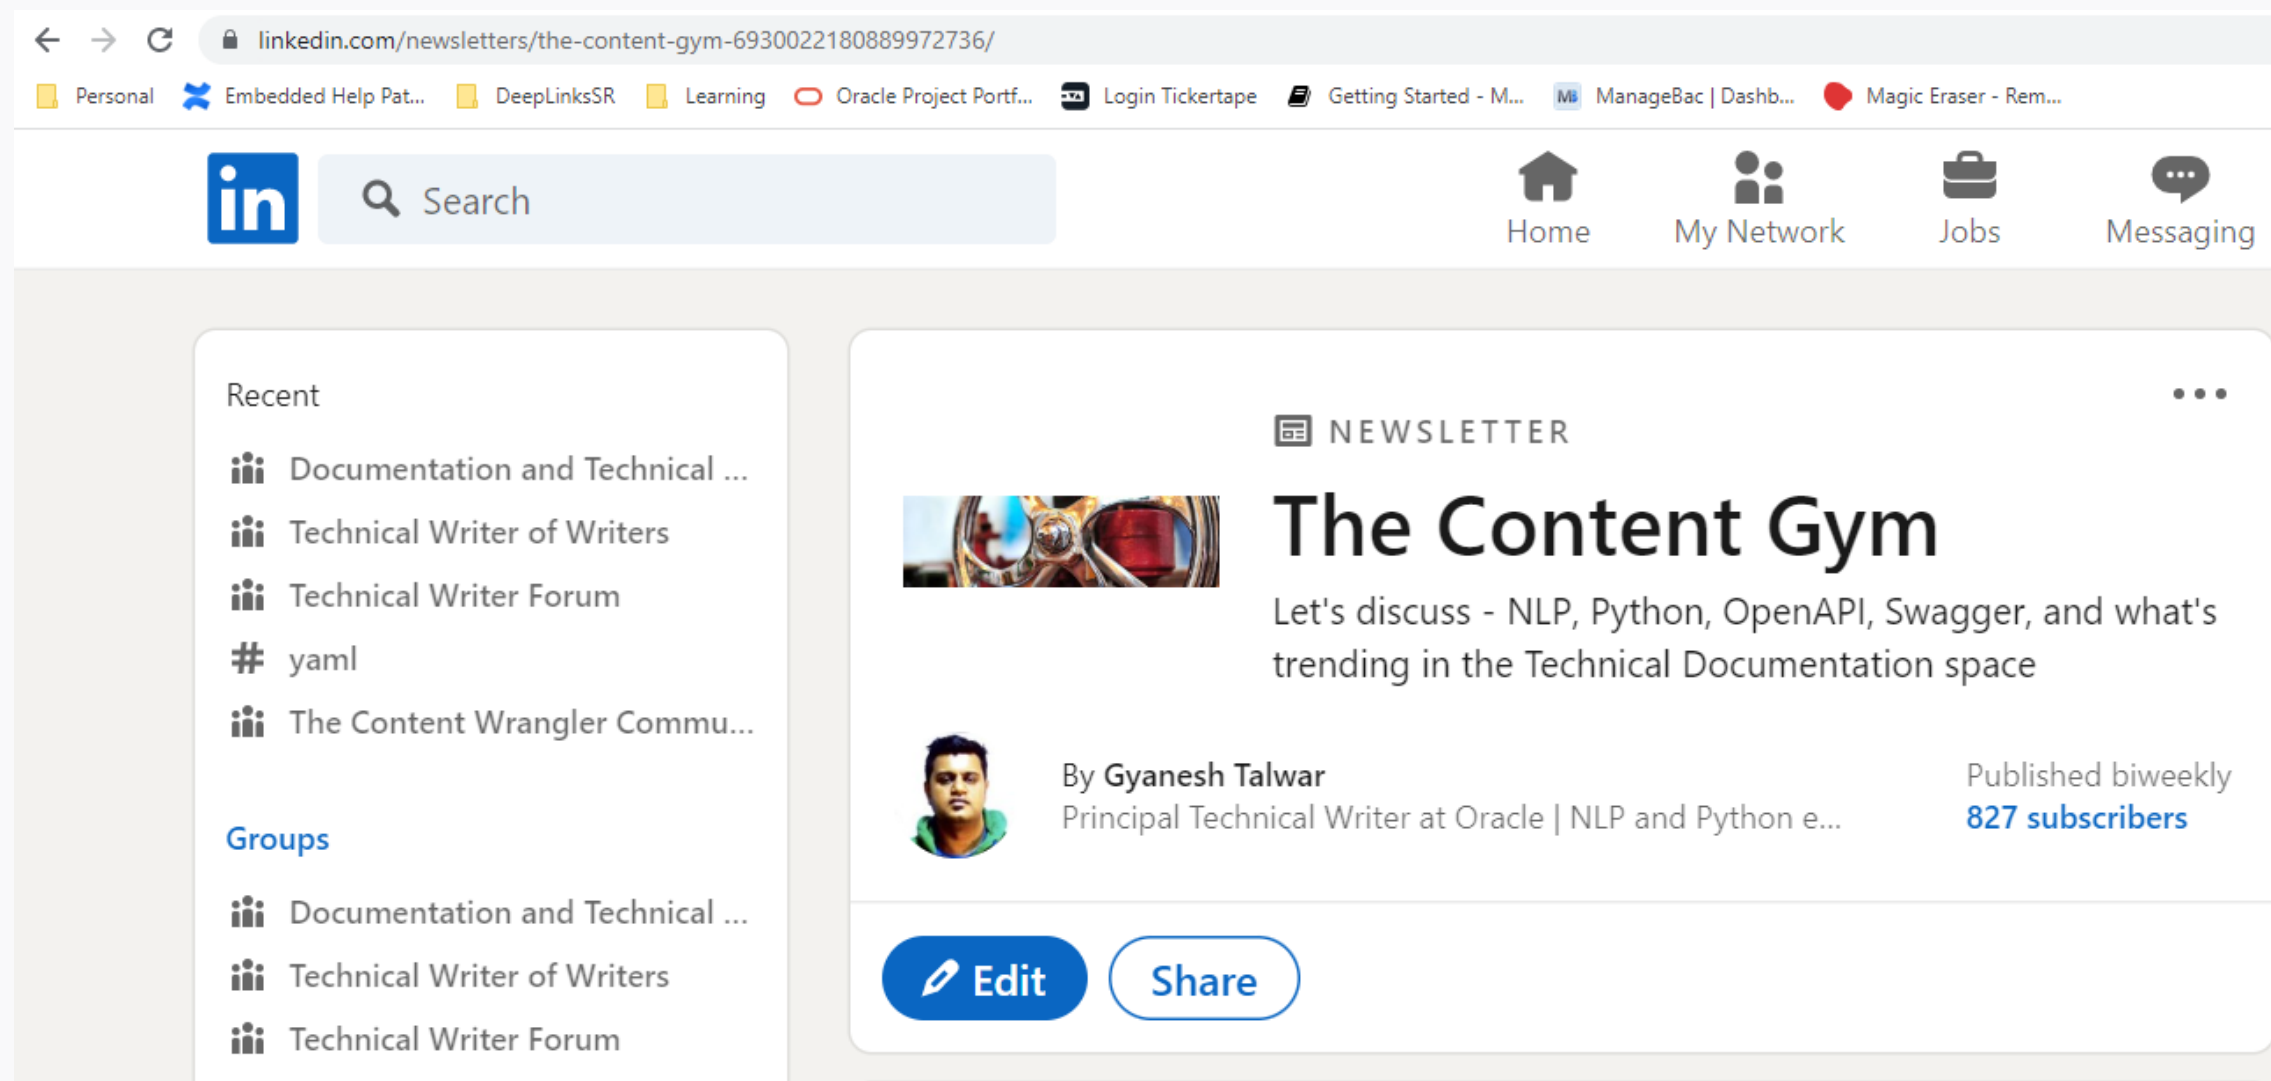 linkedin.com/newsletters/the-content-gym-6930022180889972736/
Personal Embedded Help Pat... DeepLinksSR Learning Oracle Project Portf... Login Tickertape Getting Started - M... MB ManageBac | Dashb... Magic Eraser - Rem...
in Search Home My Network Jobs Messaging
Recent
Documentation and Technical ...
Technical Writer of Writers
Technical Writer Forum
# yaml
The Content Wrangler Commu...
Groups
Documentation and Technical ...
Technical Writer of Writers
Technical Writer Forum
NEWSLETTER
The Content Gym
Let's discuss - NLP, Python, OpenAPI, Swagger, and what's
trending in the Technical Documentation space
By Gyanesh Talwar
Principal Technical Writer at Oracle | NLP and Python e...
Published biweekly
827 subscribers
Edit Share